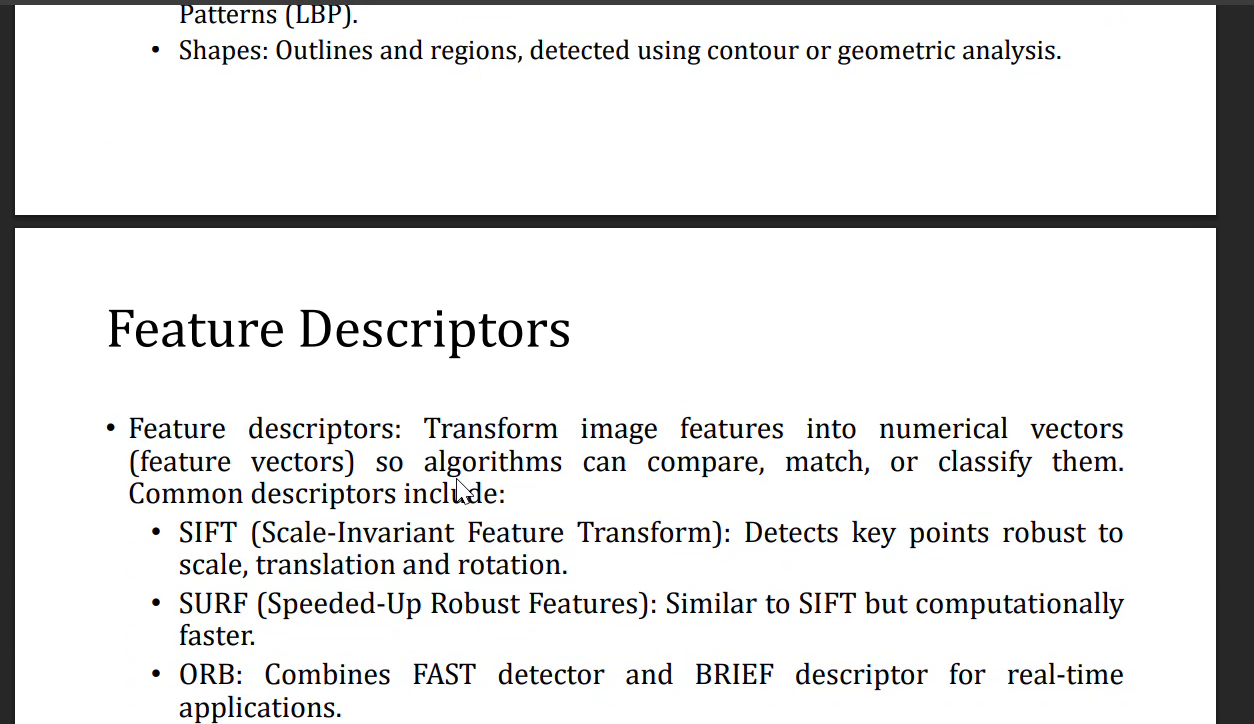 Patterns (LBP).
• Shapes: Outlines and regions, detected using contour or geometric analysis.
Feature Descriptors
• Feature descriptors: Transform image features into numerical vectors
(feature vectors) so algorithms can compare, match, or classify them.
Common descriptors include:
• SIFT (Scale-Invariant Feature Transform): Detects key points robust to
scale, translation and rotation.
• SURF (Speeded-Up Robust Features): Similar to SIFT but computationally
faster.
• ORB: Combines FAST detector and BRIEF descriptor for real-time
applications.